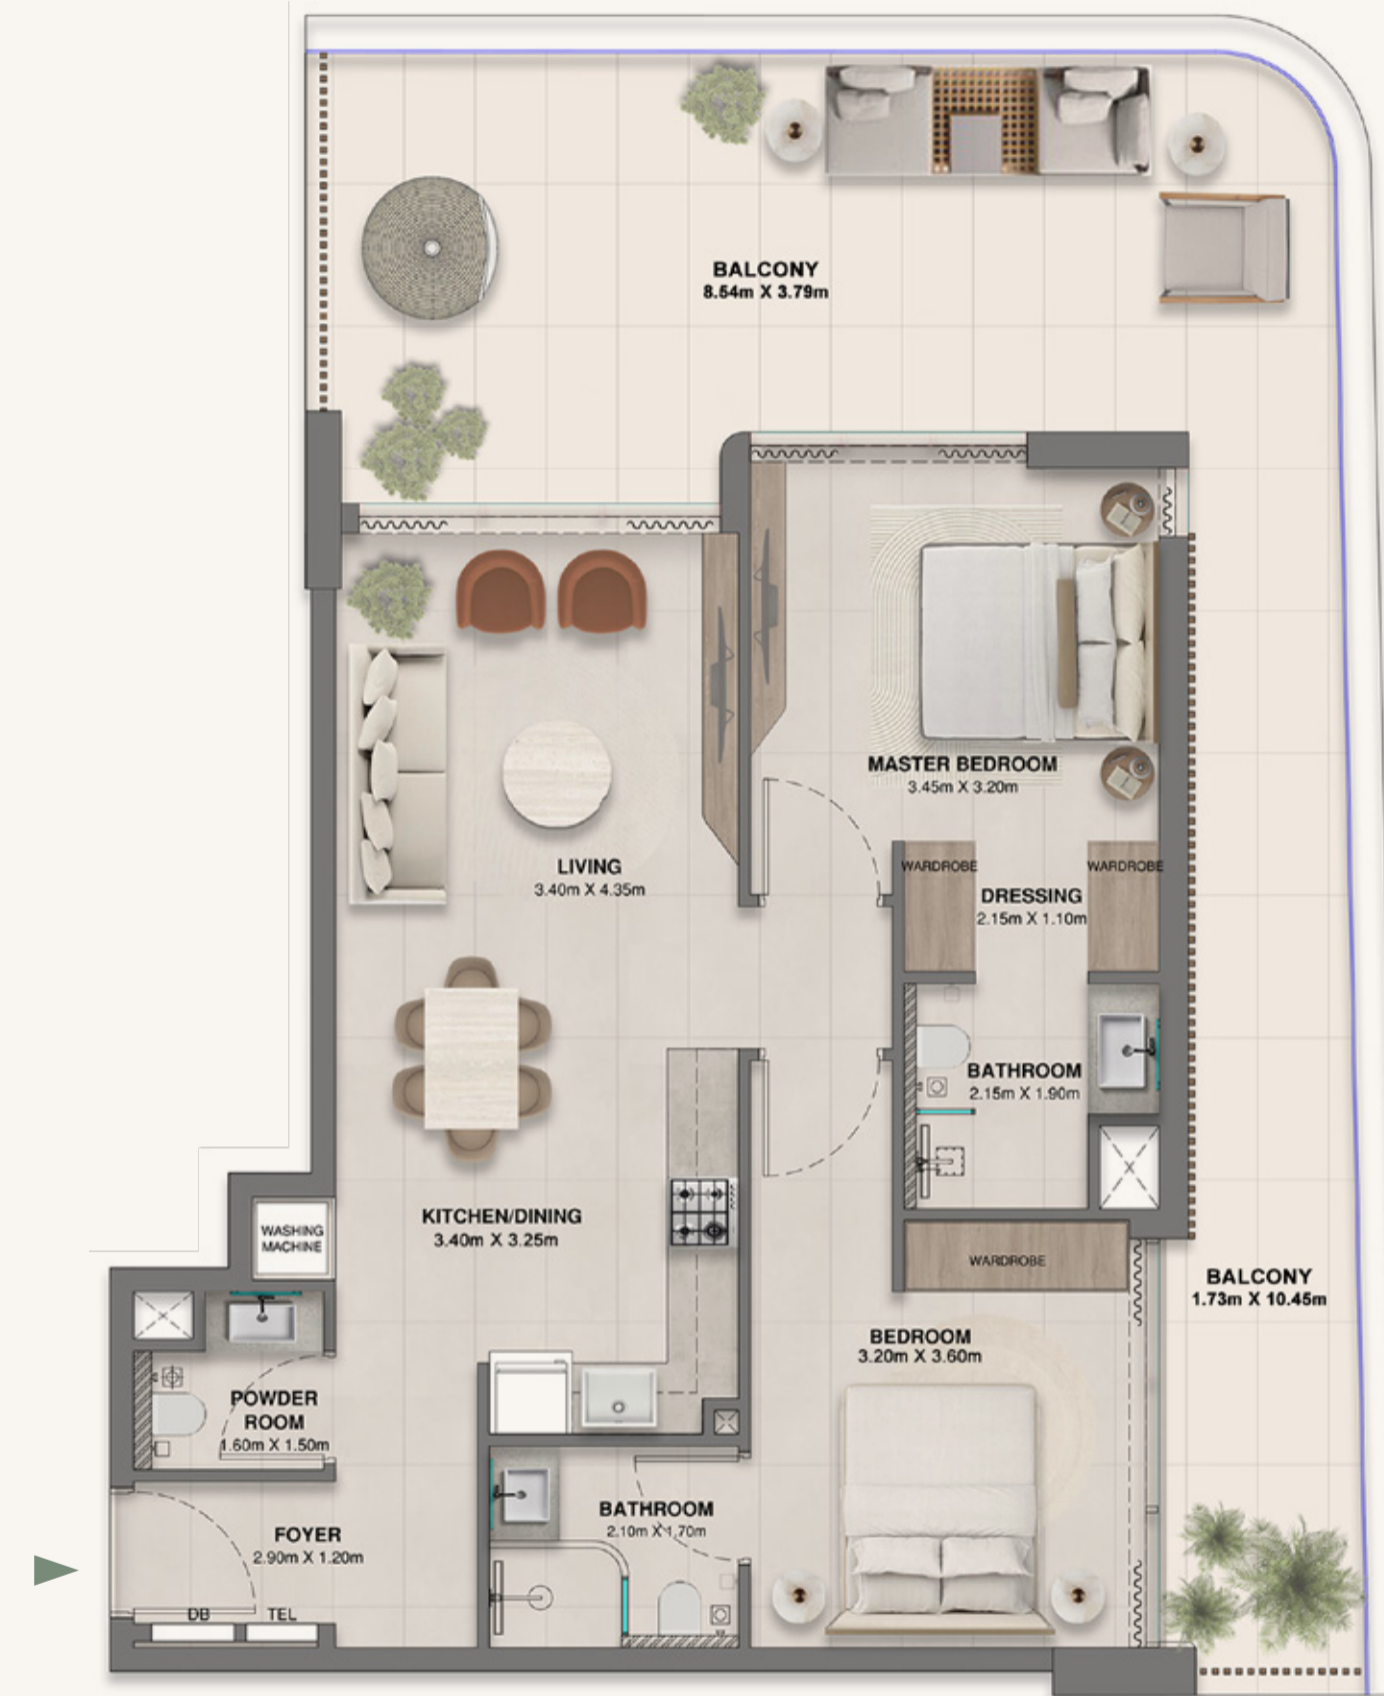 BALCONY
8.54m X 3.79m
MASTER BEDROOM
3.45m X 3.20m
LIVING
3.40m X 4.35m
WARDROBE
WARDROBE
DRESSING
2.15m X 1.10m
BATHROOM
2.15m X 1.90m
KITCHEN/DINING
3.40m X 3.25m
WASHING
MACHINE
WARDROBE
BALCONY
1.73m X 10.45m
BEDROOM
3.20m X 3.60m
POWDER
ROOM
1.60m X 1.50m
BATHROOM
2.10m X 1.70m
FOYER
2.90m X 1.20m
DB
TEL